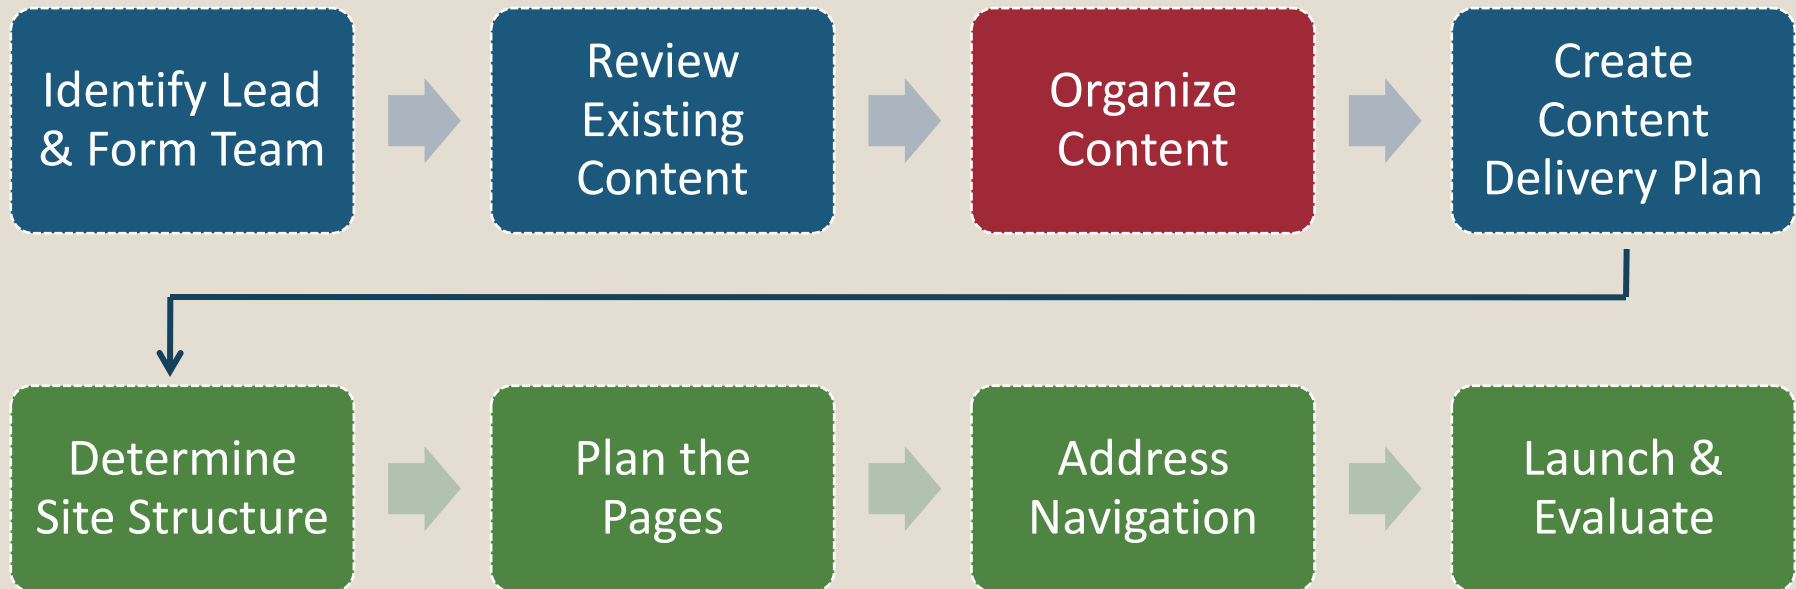 Identify Lead
& Form Team
Review
Existing
Content
Organize
Content
Create
Content
Delivery Plan
Determine
Site Structure
Plan the
Pages
Address
Navigation
Launch &
Evaluate